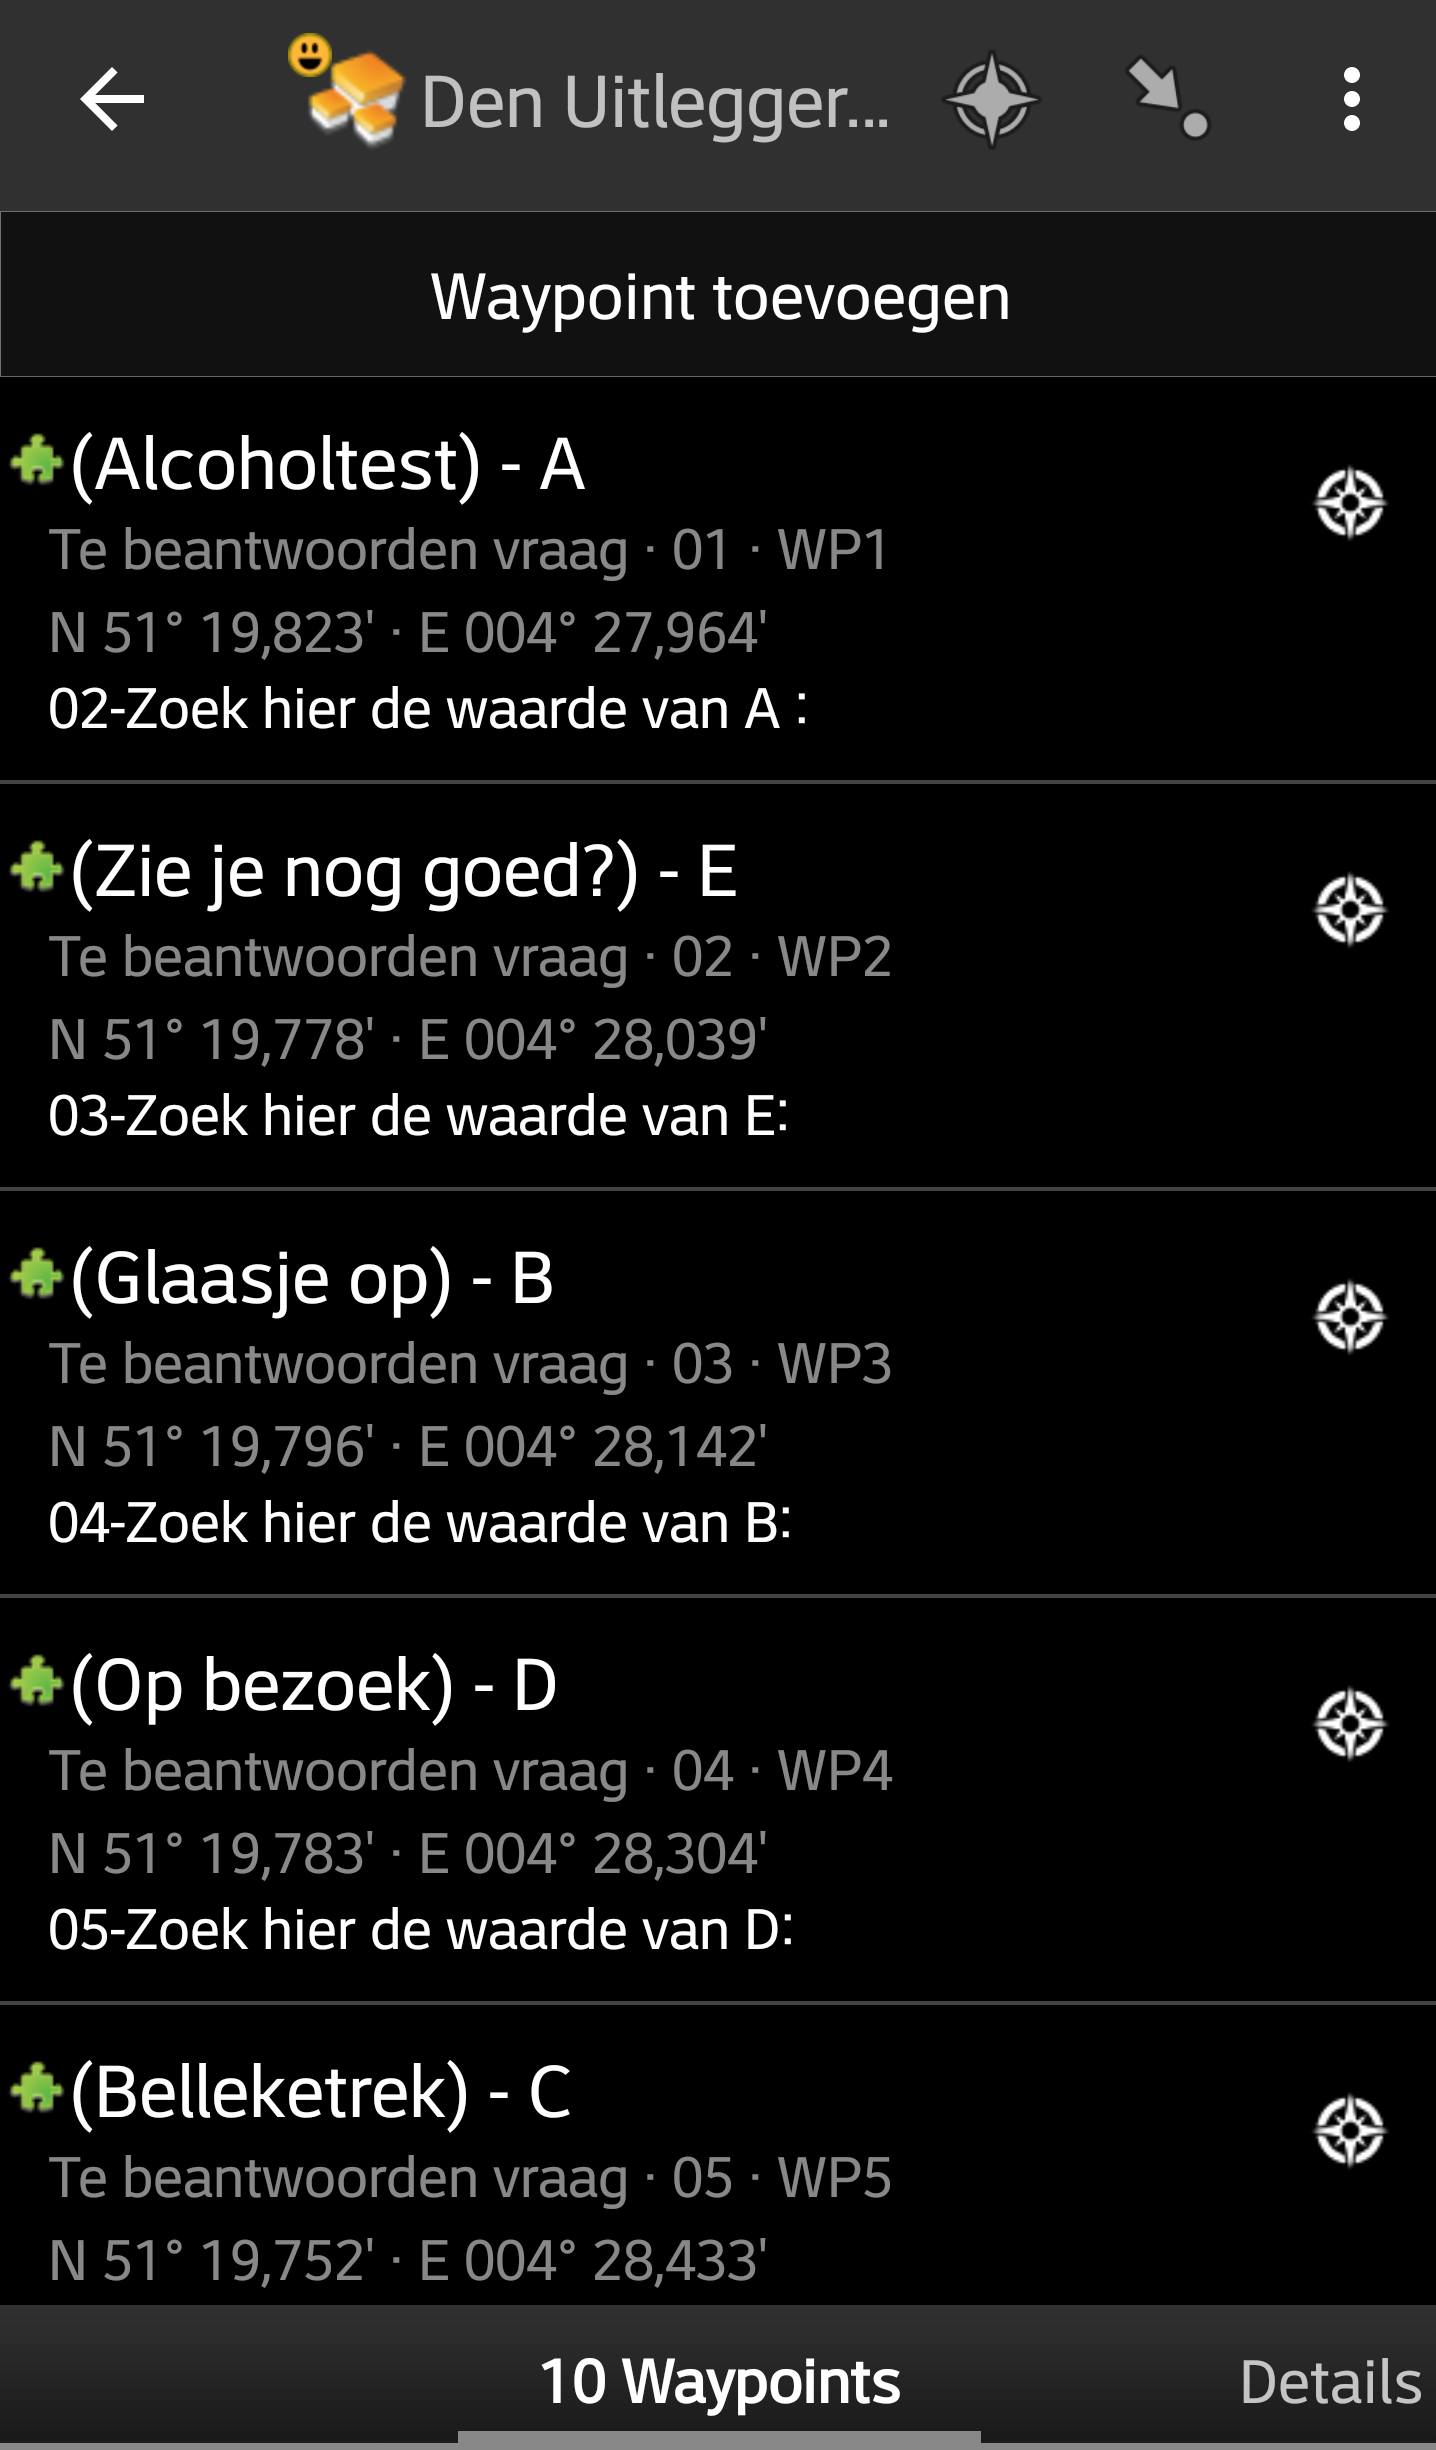 Den Uitlegger...
Waypoint toevoegen
(Alcoholtest) - A
Te beantwoorden vraag · 01 · WP1
N 51° 19,823' · E 004° 27,964'
02-Zoek hier de waarde van A :
(Zie je nog goed?) - E
Te beantwoorden vraag · 02 · WP2
N 51° 19,778' · E 004° 28,039'
03-Zoek hier de waarde van E:
(Glaasje op) - B
Te beantwoorden vraag · 03 · WP3
N 51° 19,796' · E 004° 28,142'
04-Zoek hier de waarde van B:
(Op bezoek) - D
Te beantwoorden vraag · 04 · WP4
N 51° 19,783' · E 004° 28,304'
05-Zoek hier de waarde van D:
(Belleketrek) - C
Te beantwoorden vraag · 05 · WP5
N 51° 19,752' · E 004° 28,433'
10 Waypoints
Details